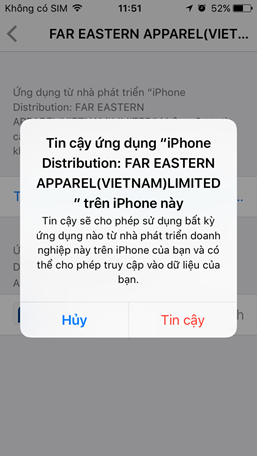 Không có SIM 11:51 52%
FAR EASTERN APPAREL(VIET...
Ứng dụng từ nhà phát triển “iPhone
Distribution: FAR EASTERN
Tin cậy ứng dụng “iPhone
Distribution: FAR EASTERN
APPAREL(VIETNAM)LIMITED
” trên iPhone này
Tin cậy sẽ cho phép sử dụng bất kỳ
ứng dụng nào từ nhà phát triển doanh
nghiệp này trên iPhone của bạn và có
thể cho phép truy cập vào dữ liệu của
bạn.
Hủy Tin cậy